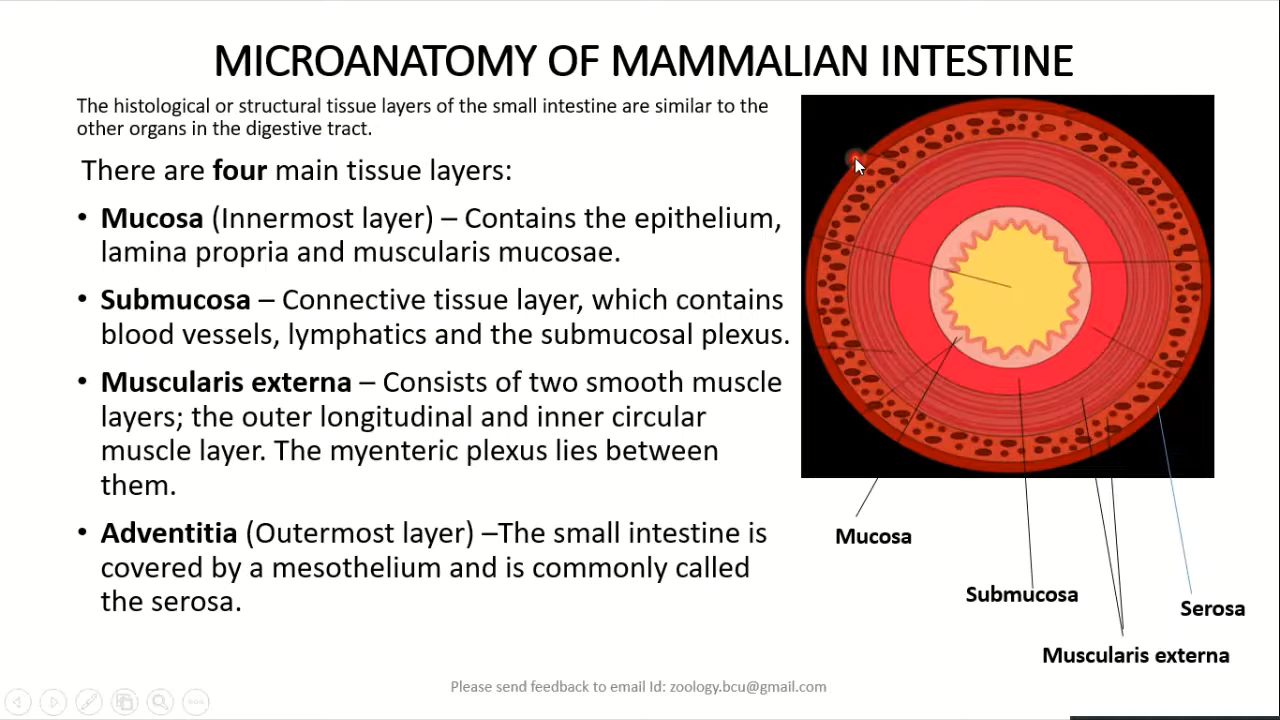 MICROANATOMY OF MAMMALIAN INTESTINE
The histological or structural tissue layers of the small intestine are similar to the
other organs in the digestive tract.
There are four main tissue layers:
• Mucosa (Innermost layer) – Contains the epithelium,
lamina propria and muscularis mucosae.
• Submucosa – Connective tissue layer, which contains
blood vessels, lymphatics and the submucosal plexus.
• Muscularis externa – Consists of two smooth muscle
layers; the outer longitudinal and inner circular
muscle layer. The myenteric plexus lies between
them.
• Adventitia (Outermost layer) –The small intestine is
covered by a mesothelium and is commonly called
the serosa.
Mucosa
Submucosa
Serosa
Muscularis externa
Please send feedback to email Id: zoology.bcu@gmail.com